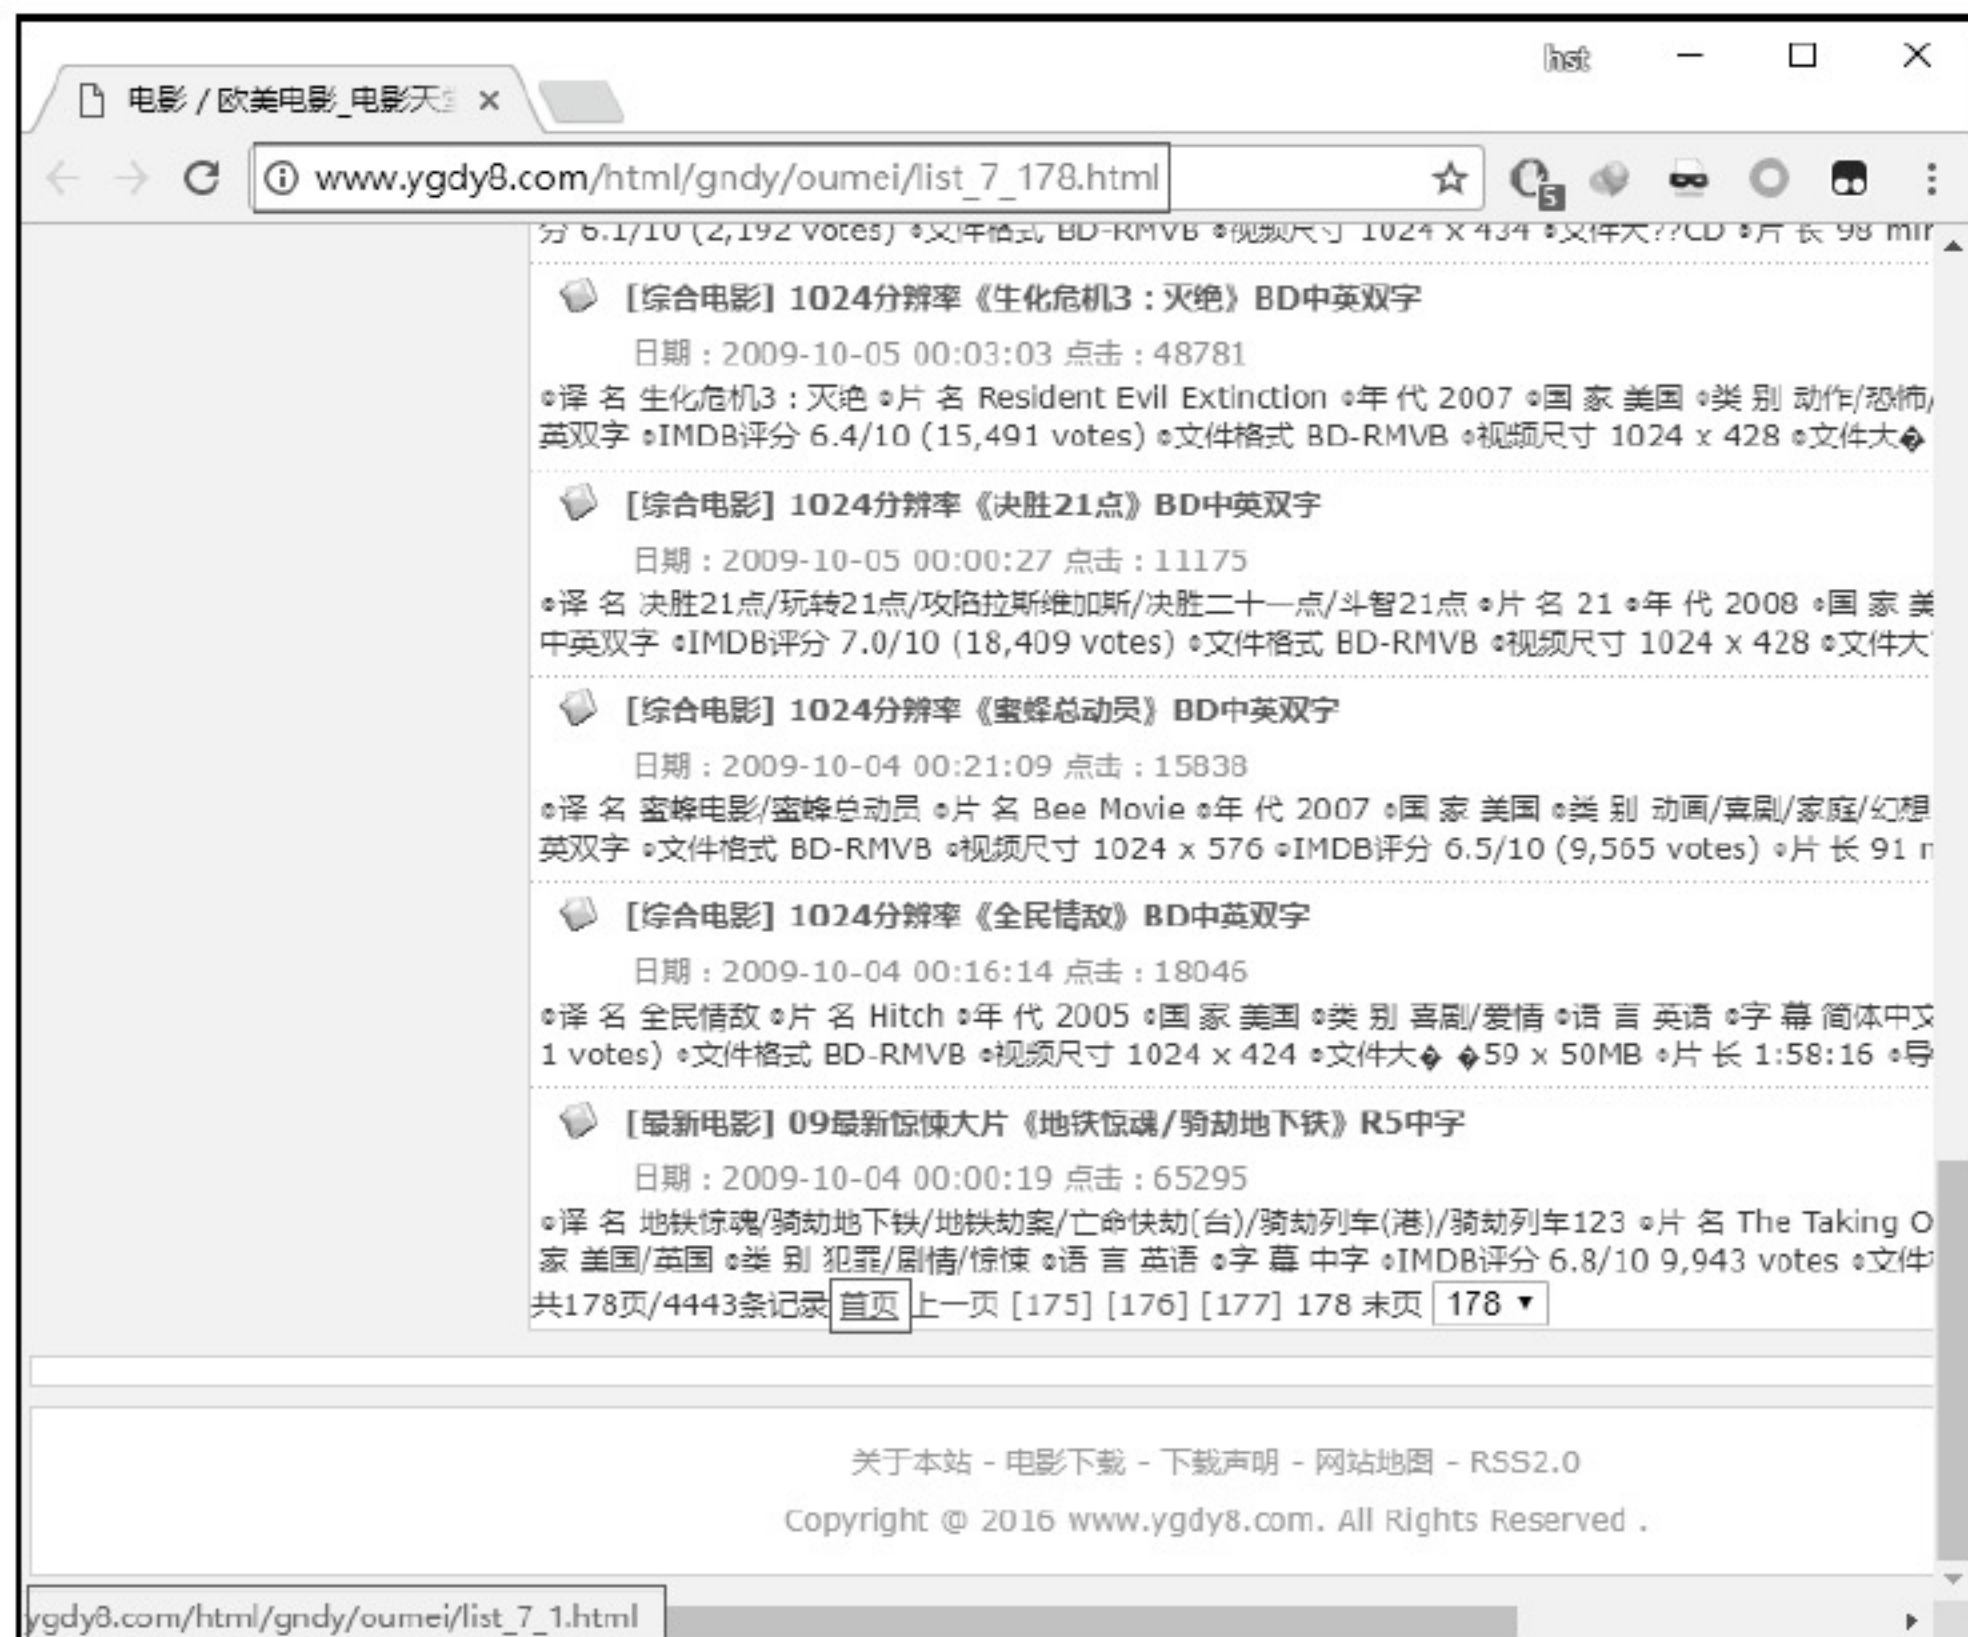 hst
电影 / 欧美电影_电影天
www.ygdy8.com/html/gndy/oumei/list_7_178.html
5
分 6.1/10 (2,192 votes) ◎文件格式 BD-RMVB ◎视频尺寸 1024 x 434 ◎文件大??CD ◎片 长 98 min
[综合电影] 1024分辨率《生化危机3：灭绝》BD中英双字
日期：2009-10-05 00:03:03 点击：48781
◎译 名 生化危机3：灭绝 ◎片 名 Resident Evil Extinction ◎年 代 2007 ◎国 家 美国 ◎类 别 动作/恐怖/
英双字 ◎IMDB评分 6.4/10 (15,491 votes) ◎文件格式 BD-RMVB ◎视频尺寸 1024 x 428 ◎文件大�
[综合电影] 1024分辨率《决胜21点》BD中英双字
日期：2009-10-05 00:00:27 点击：11175
◎译 名 决胜21点/玩转21点/攻陷拉斯维加斯/决胜二十一点/斗智21点 ◎片 名 21 ◎年 代 2008 ◎国 家 美
中英双字 ◎IMDB评分 7.0/10 (18,409 votes) ◎文件格式 BD-RMVB ◎视频尺寸 1024 x 428 ◎文件大
[综合电影] 1024分辨率《蜜蜂总动员》BD中英双字
日期：2009-10-04 00:21:09 点击：15838
◎译 名 蜜蜂电影/蜜蜂总动员 ◎片 名 Bee Movie ◎年 代 2007 ◎国 家 美国 ◎类 别 动画/喜剧/家庭/幻想
英双字 ◎文件格式 BD-RMVB ◎视频尺寸 1024 x 576 ◎IMDB评分 6.5/10 (9,565 votes) ◎片 长 91
[综合电影] 1024分辨率《全民情敌》BD中英双字
日期：2009-10-04 00:16:14 点击：18046
◎译 名 全民情敌 ◎片 名 Hitch ◎年 代 2005 ◎国 家 美国 ◎类 别 喜剧/爱情 ◎语 言 英语 ◎字 幕 简体中文
1 votes) ◎文件格式 BD-RMVB ◎视频尺寸 1024 x 424 ◎文件大� �59 x 50MB ◎片 长 1:58:16 ◎导
[最新电影] 09最新惊悚大片《地铁惊魂/骑劫地下铁》R5中字
日期：2009-10-04 00:00:19 点击：65295
◎译 名 地铁惊魂/骑劫地下铁/地铁劫案/亡命快劫(台)/骑劫列车(港)/骑劫列车123 ◎片 名 The Taking O
家 美国/英国 ◎类 别 犯罪/剧情/惊悚 ◎语 言 英语 ◎字 幕 中字 ◎IMDB评分 6.8/10 9,943 votes ◎文件
共178页/4443条记录 首页 上一页 [175] [176] [177] 178 末页 178
关于本站 - 电影下载 - 下载声明 - 网站地图 - RSS2.0
Copyright @ 2016 www.ygdy8.com. All Rights Reserved .
ygdy8.com/html/gndy/oumei/list_7_1.html